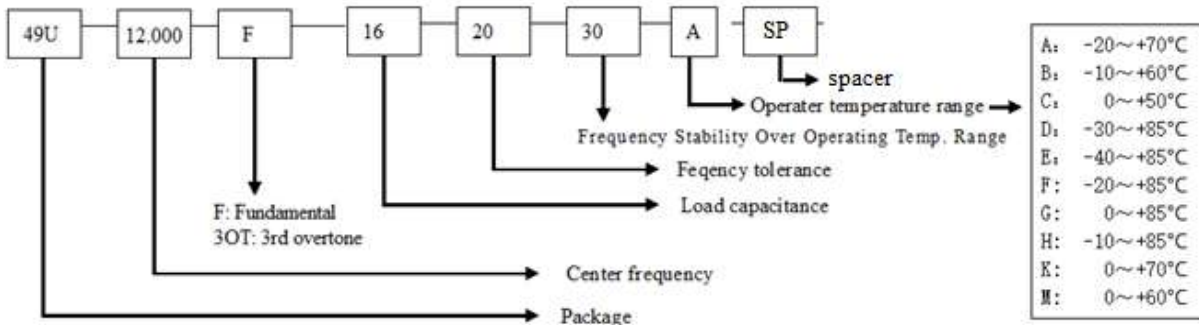 49U 12.000 F 16 20 30 A SP
spacer
Operater temperature range
Frequency Stability Over Operating Temp. Range
Feqency tolerance
Load capacitance
F: Fundamental
3OT: 3rd overtone
Center frequency
Package
A: -20~+70°C
B: -10~+60°C
C: 0~+50°C
D: -30~+85°C
E: -40~+85°C
F: -20~+85°C
G: 0~+85°C
H: -10~+85°C
K: 0~+70°C
M: 0~+60°C